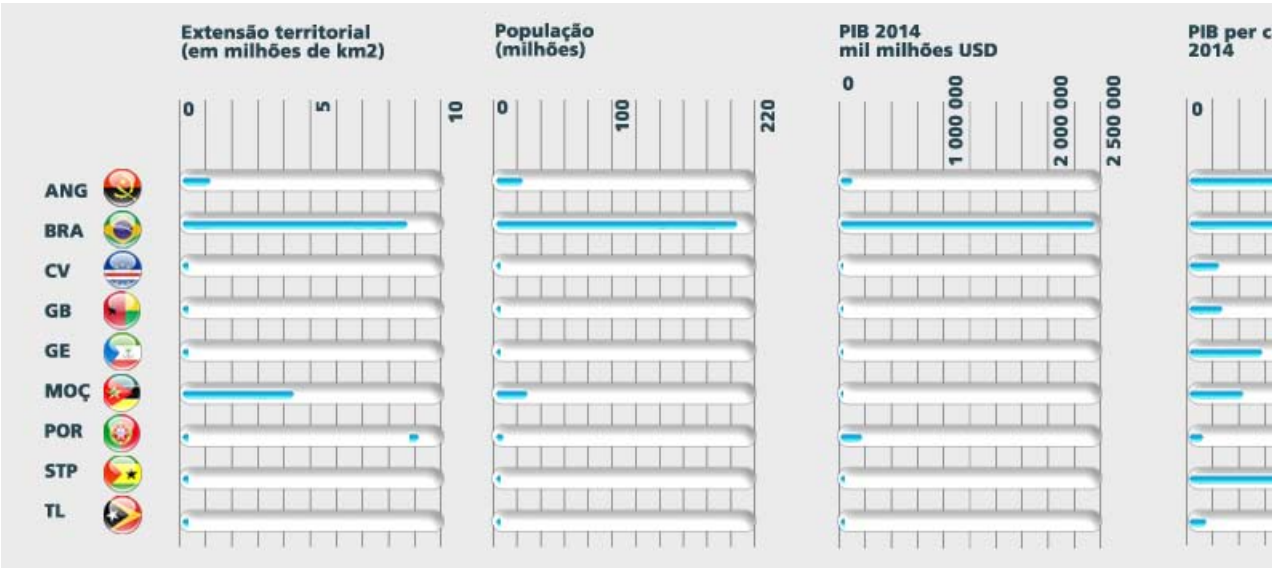 Extensão territorial
(em milhões de km2)
População
(milhões)
PIB 2014
mil milhões USD
PIB per c
2014
0
5
10
0
100
220
0
1 000 000
2 000 000
2 500 000
0
ANG
BRA
CV
GB
GE
MOÇ
POR
STP
TL